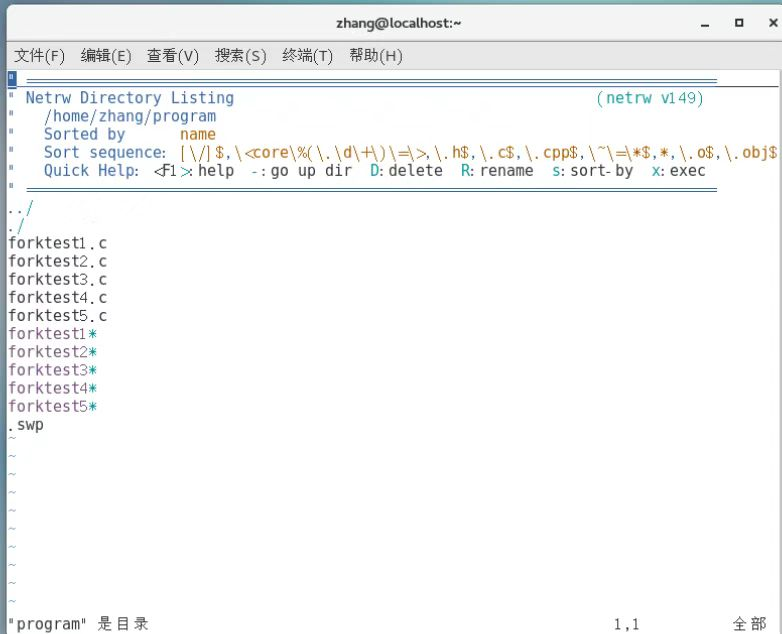 zhang@localhost:~
文件(F) 编辑(E) 查看(V) 搜索(S) 终端(T) 帮助(H)
" ============================================================================
" Netrw Directory Listing (netrw v149)
" /home/zhang/program
" Sorted by name
" Sort sequence: [\/]$,\<core\%(\.\d\+\)\=\>,\.h$,\.c$,\.cpp$,\~\=\*$,*,\.o$,\.obj$
" Quick Help: <F1>:help -:go up dir D:delete R:rename s:sort-by x:exec
" ============================================================================
../
./
forktest1.c
forktest2.c
forktest3.c
forktest4.c
forktest5.c
forktest1*
forktest2*
forktest3*
forktest4*
forktest5*
.swp
~
~
~
~
~
~
~
~
~
~
"program" 是目录 1,1 全部